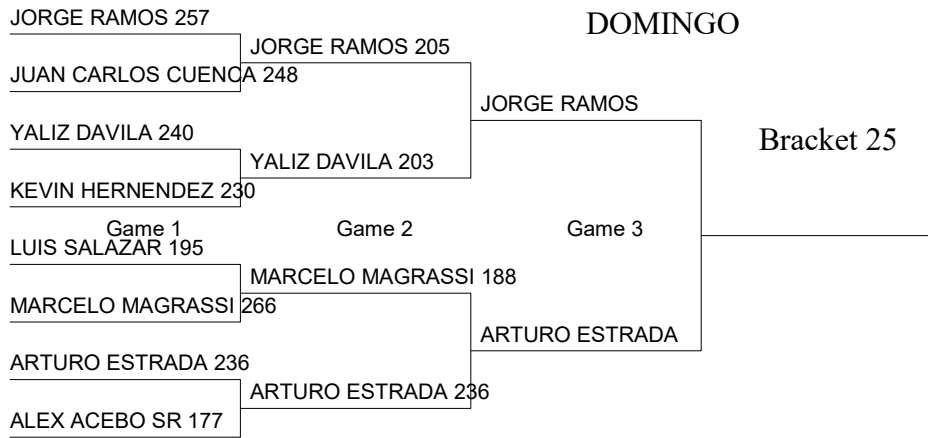 DOMINGO
Bracket 25
JORGE RAMOS 257
JUAN CARLOS CUENCA 248
YALIZ DAVILA 240
KEVIN HERNENDEZ 230
Game 1
LUIS SALAZAR 195
MARCELO MAGRASSI 266
ARTURO ESTRADA 236
ALEX ACEBO SR 177
JORGE RAMOS 205
YALIZ DAVILA 203
Game 2
MARCELO MAGRASSI 188
ARTURO ESTRADA 236
JORGE RAMOS
Game 3
ARTURO ESTRADA